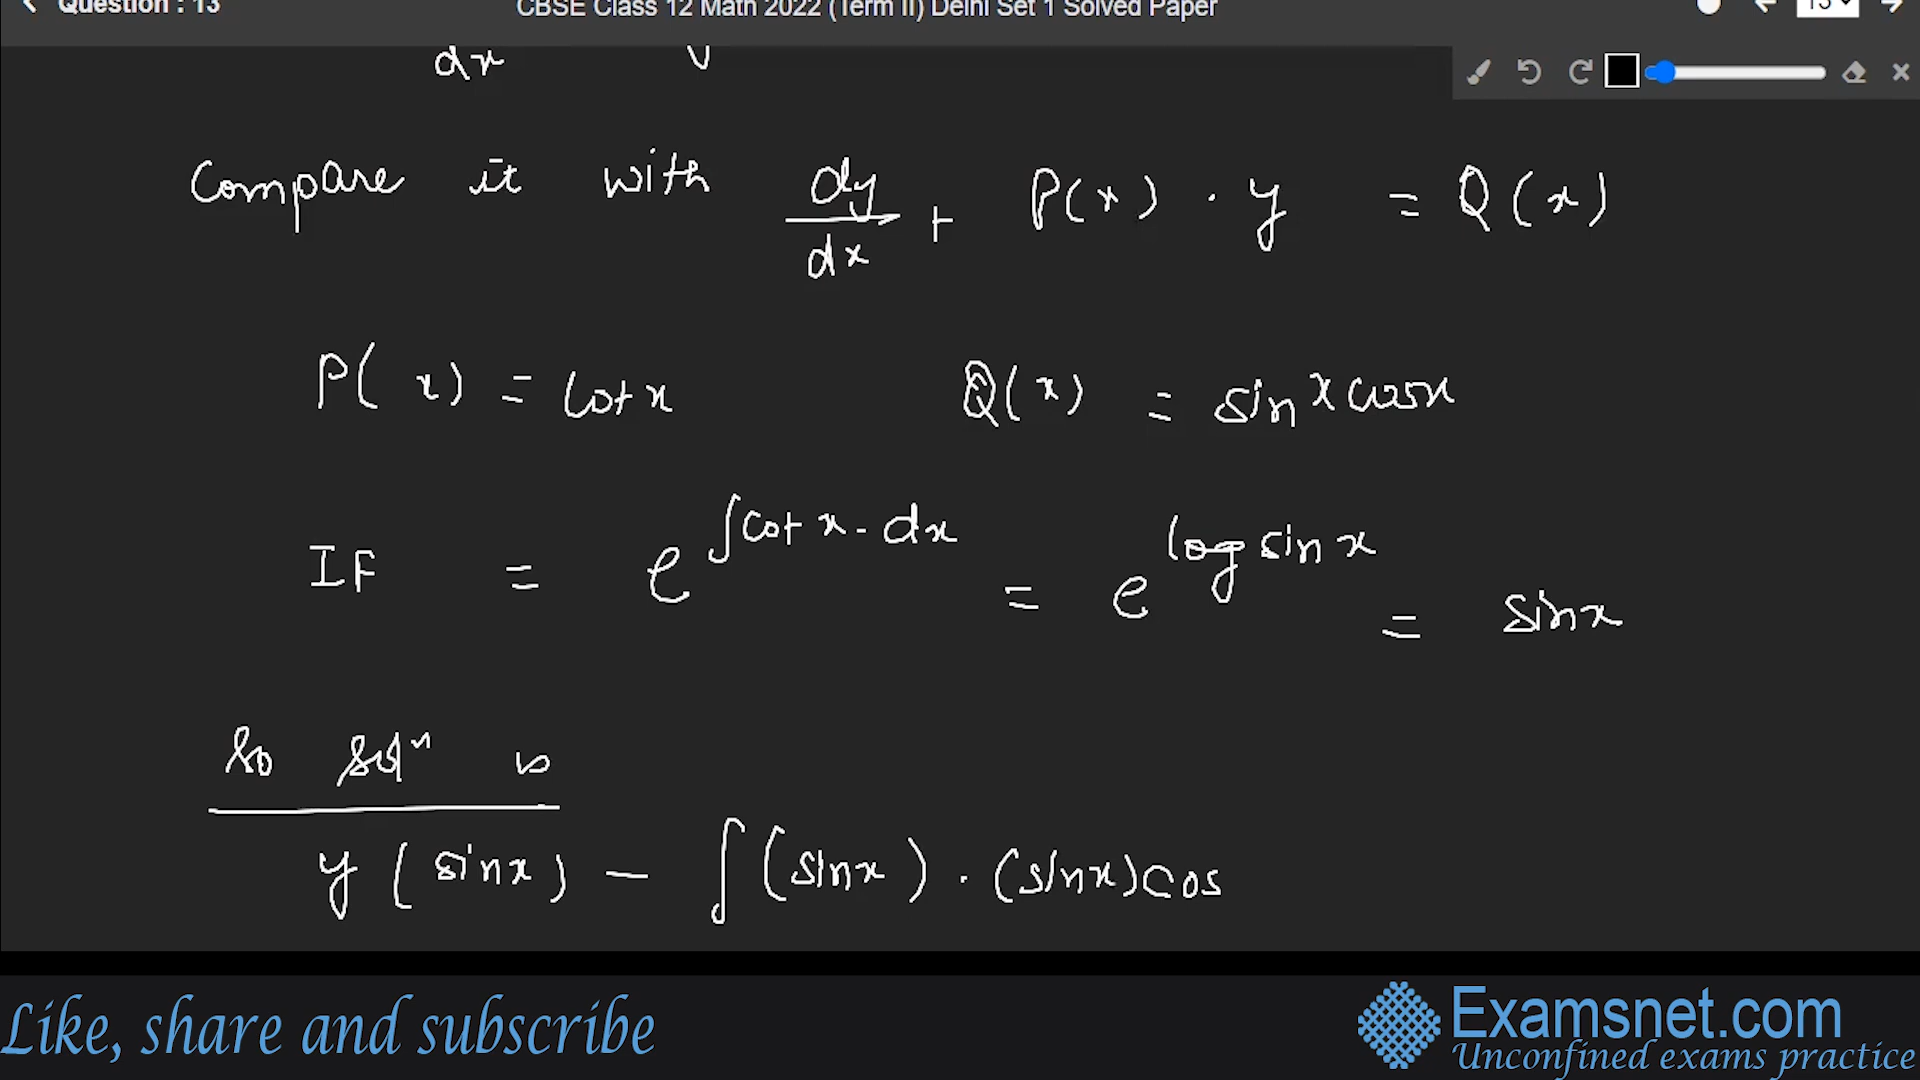 Question : 13
CBSE Class 12 Math 2022 (Term II) Delhi Set 1 Solved Paper
13
dx y
Compare it with dy/dx + P(x) · y = Q(x)
P(x) = cot x Q(x) = sin x cos x
IF = e^∫cot x - dx = e^log sin x = sin x
So solⁿ is
y (sin x) — ∫(sin x) · (sin x) cos
Like, share and subscribe
Examsnet.com
Unconfined exams practice